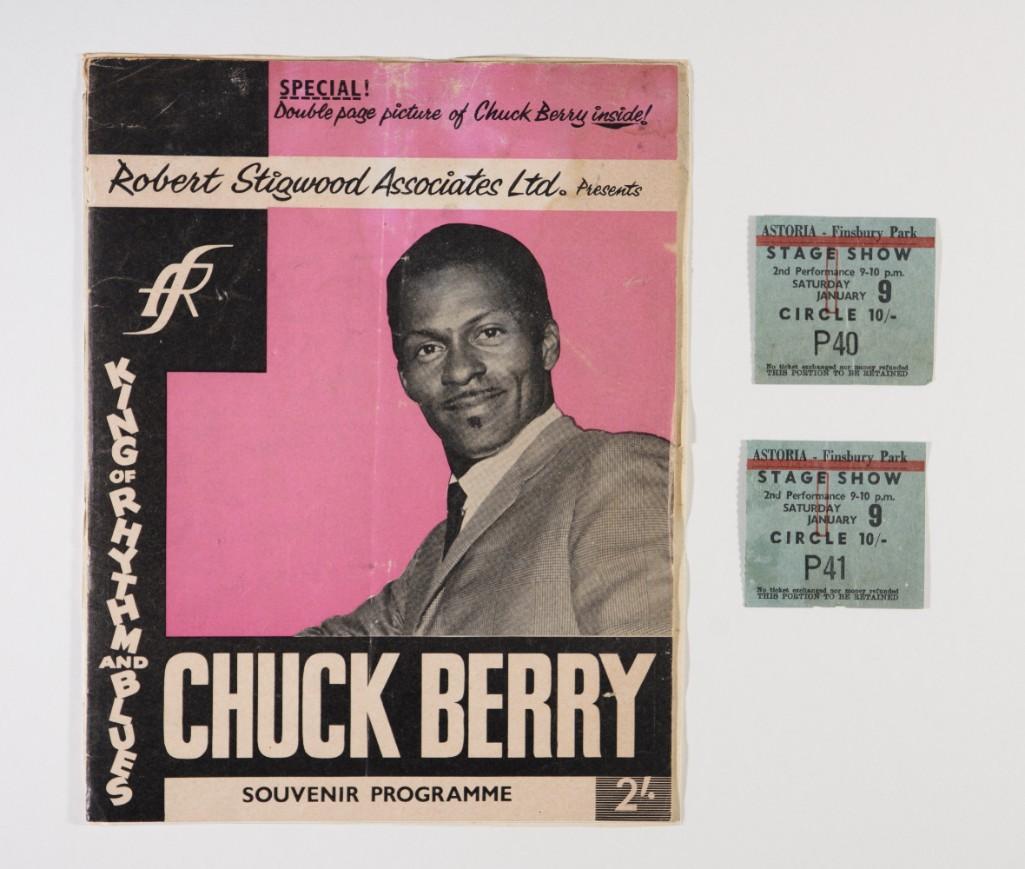 SPECIAL!
Double page picture of Chuck Berry inside!
Robert Stigwood Associates Ltd. Presents
KING OF RHYTHM AND BLUES
CHUCK BERRY
SOUVENIR PROGRAMME
2/.
ASTORIA - Finsbury Park
STAGE SHOW
2nd Performance 9-10 p.m.
SATURDAY
JANUARY 9
CIRCLE 10/-
P40
No ticket exchanged nor money refunded
THIS PORTION TO BE RETAINED
ASTORIA - Finsbury Park
STAGE SHOW
2nd Performance 9-10 p.m.
SATURDAY
JANUARY 9
CIRCLE 10/-
P41
No ticket exchanged nor money refunded
THIS PORTION TO BE RETAINED